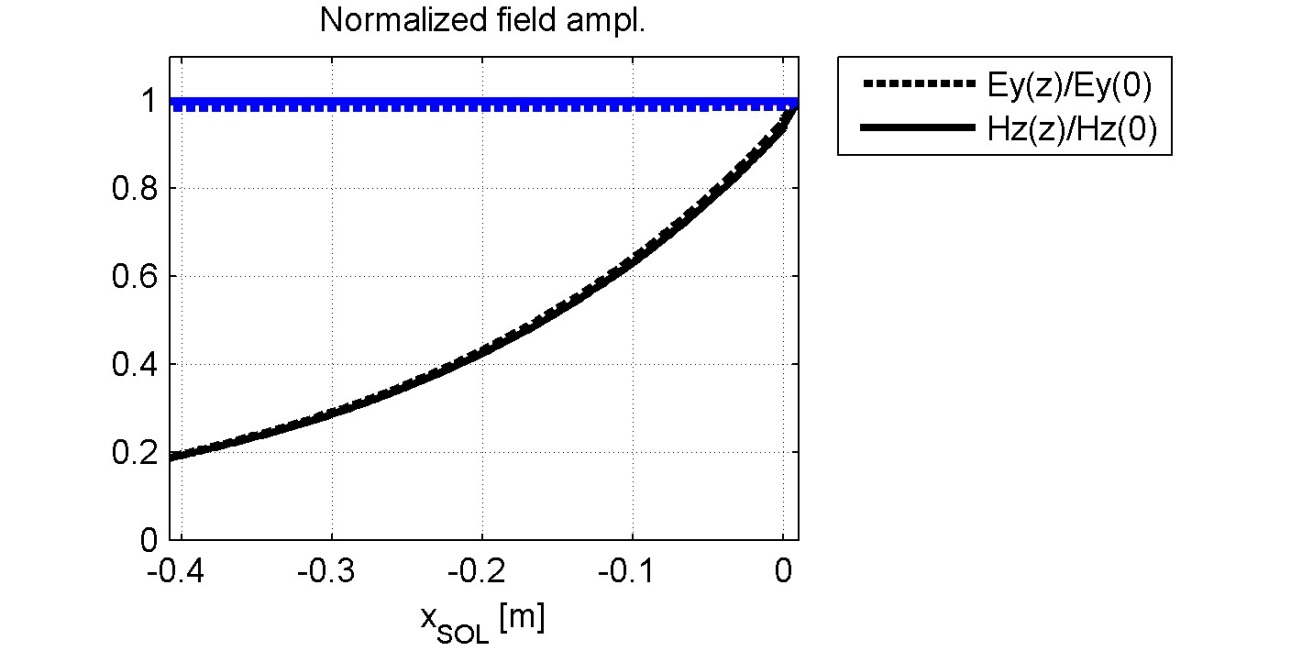 Normalized field ampl.
1
0.8
0.6
0.4
0.2
0
-0.4 -0.3 -0.2 -0.1 0
xSOL [m]
Ey(z)/Ey(0)
Hz(z)/Hz(0)